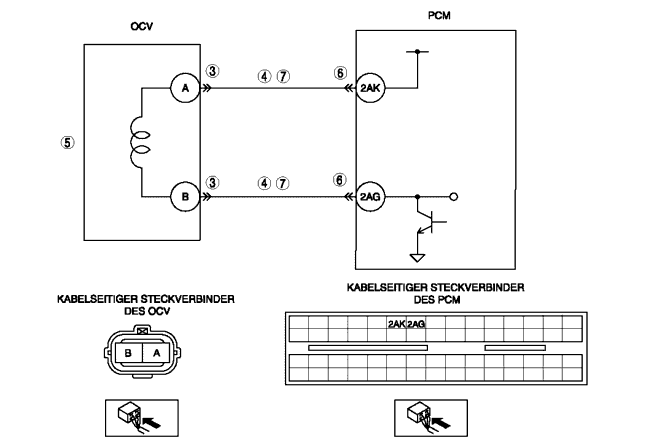 OCV
PCM
A
③
④ ⑦
⑥
2AK
⑤
B
③
④ ⑦
⑥
2AG
KABELSEITIGER STECKVERBINDER
DES OCV
KABELSEITIGER STECKVERBINDER
DES PCM
B A
2AK 2AG